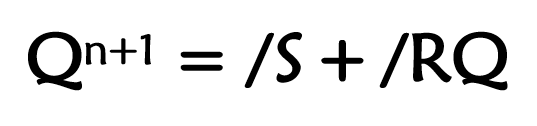 Qⁿ⁺¹ = /S + /RQ